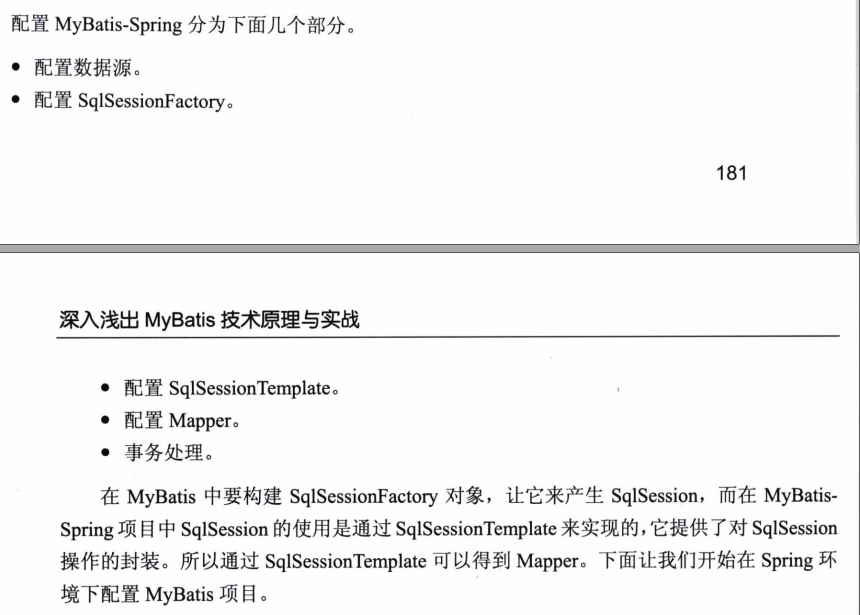 配置 MyBatis-Spring 分为下面几个部分。
● 配置数据源。
● 配置 SqlSessionFactory。
181
深入浅出 MyBatis 技术原理与实战
● 配置 SqlSessionTemplate。
● 配置 Mapper。
● 事务处理。
在 MyBatis 中要构建 SqlSessionFactory 对象，让它来产生 SqlSession，而在 MyBatis-
Spring 项目中 SqlSession 的使用是通过 SqlSessionTemplate 来实现的，它提供了对 SqlSession
操作的封装。所以通过 SqlSessionTemplate 可以得到 Mapper。下面让我们开始在 Spring 环
境下配置 MyBatis 项目。